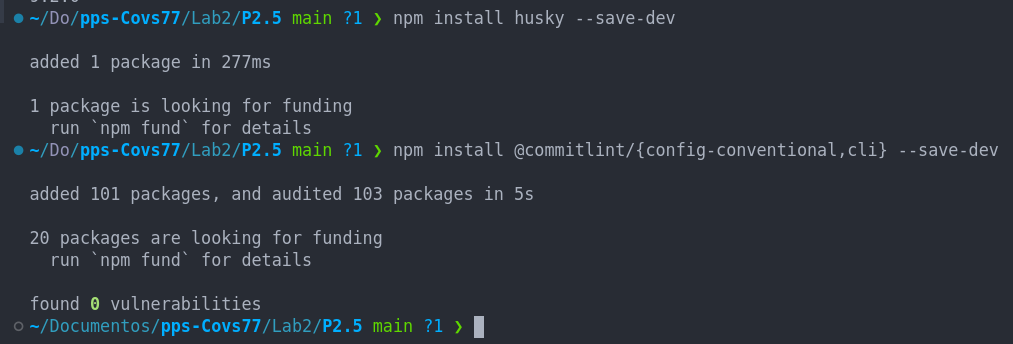 ~/Do/pps-Covs77/Lab2/P2.5 main ?1 ❯ npm install husky --save-dev
added 1 package in 277ms
1 package is looking for funding
run `npm fund` for details
~/Do/pps-Covs77/Lab2/P2.5 main ?1 ❯ npm install @commitlint/{config-conventional,cli} --save-dev
added 101 packages, and audited 103 packages in 5s
20 packages are looking for funding
run `npm fund` for details
found 0 vulnerabilities
~/Documentos/pps-Covs77/Lab2/P2.5 main ?1 ❯